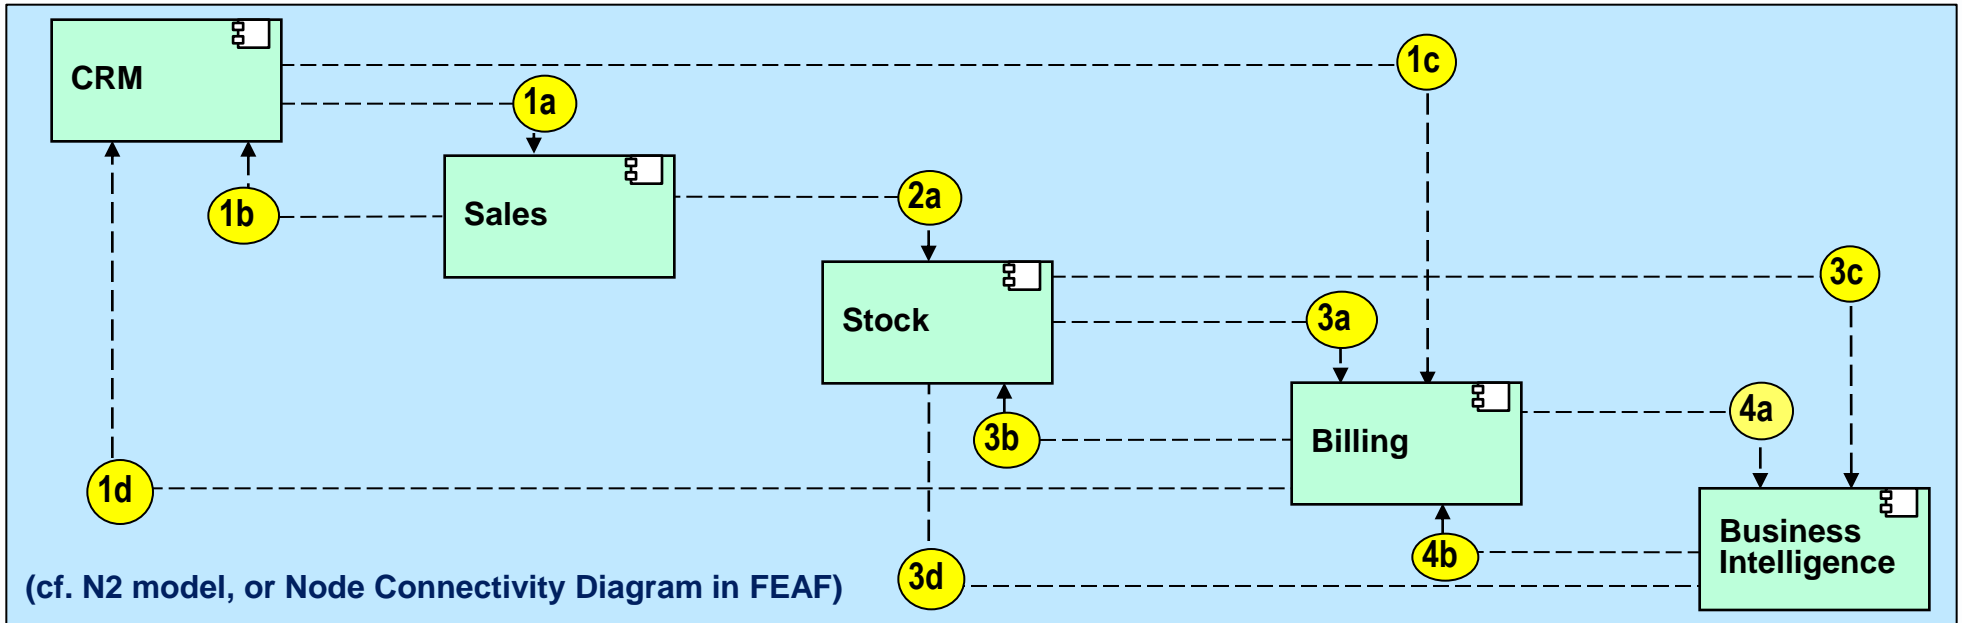 CRM
1c
1a
1b
Sales
2a
3c
Stock
3a
4a
3b
Billing
1d
Business
Intelligence
4b
3d
(cf. N2 model, or Node Connectivity Diagram in FEAF)